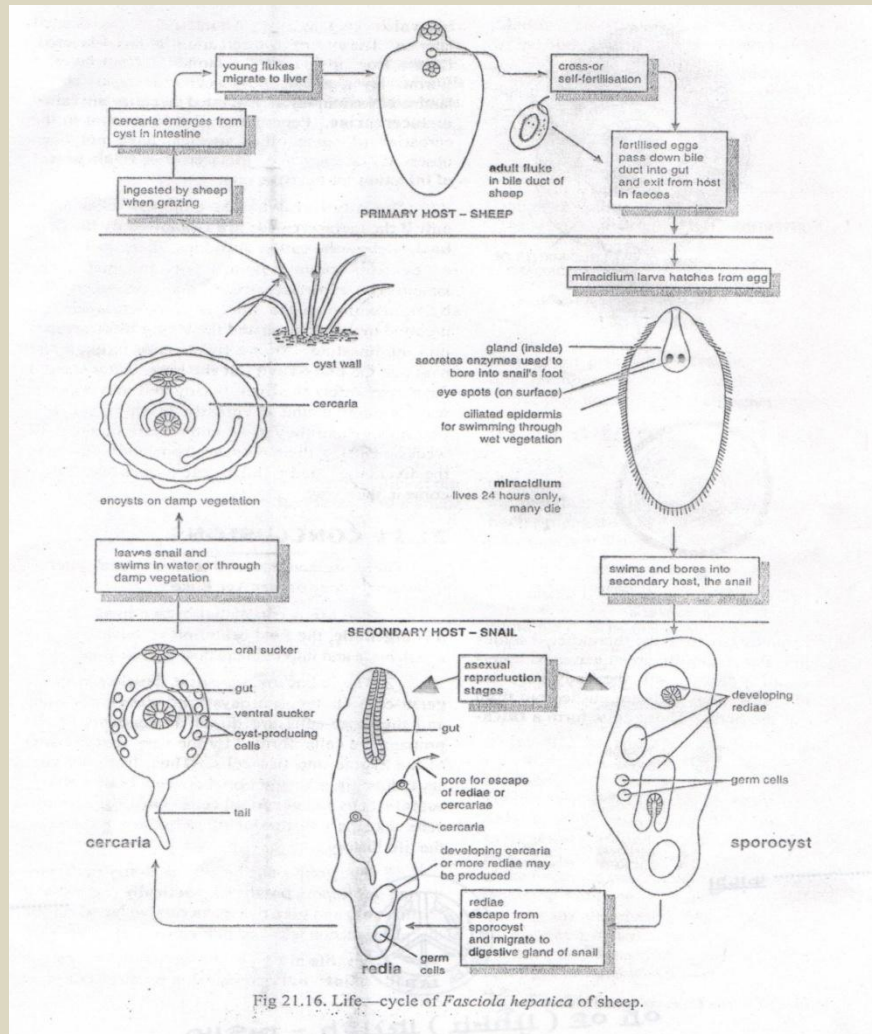 young flukes
migrate to liver
cercaria emerges from
cyst in intestine
ingested by sheep
when grazing
cross-or
self-fertilisation
adult fluke
in bile duct of
sheep
fertilised eggs
pass down bile
duct into gut
and exit from host
in faeces
PRIMARY HOST – SHEEP
miracidium larva hatches from egg
gland (inside)
secretes enzymes used to
bore into snail's foot
eye spots (on surface)
ciliated epidermis
for swimming through
wet vegetation
miracidium
lives 24 hours only,
many die
cyst wall
cercaria
encysts on damp vegetation
leaves snail and
swims in water or through
damp vegetation
swims and bores into
secondary host, the snail
SECONDARY HOST – SNAIL
oral sucker
gut
ventral sucker
cyst-producing
cells
tail
cercaria
asexual
reproduction
stages
gut
pore for escape
of rediae or
cercariae
cercaria
developing cercaria
or more rediae may
be produced
germ
cells
redia
developing
rediae
germ cells
sporocyst
rediae
escape from
sporocyst
and migrate to
digestive gland of snail
Fig 21.16. Life—cycle of Fasciola hepatica of sheep.